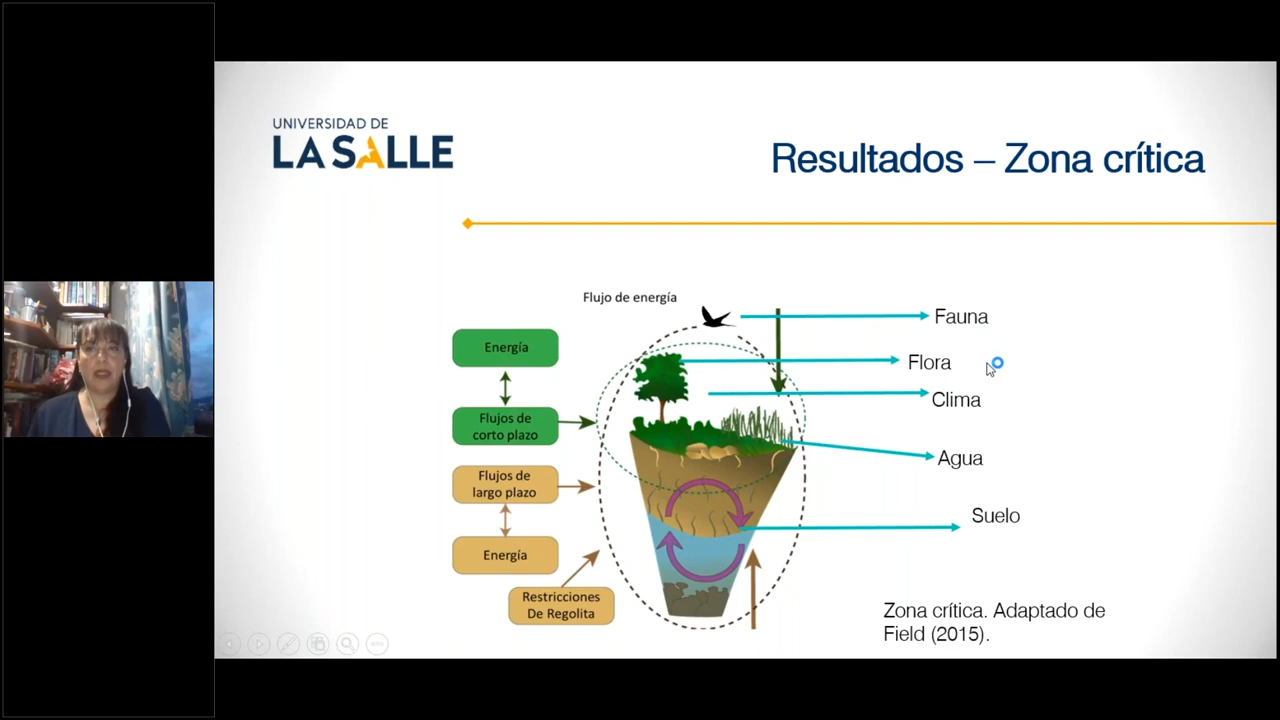 UNIVERSIDAD DE
LA SALLE
Resultados – Zona crítica
Flujo de energía
Energía
Flujos de
corto plazo
Flujos de
largo plazo
Energía
Restricciones
De Regolita
Fauna
Flora
Clima
Agua
Suelo
Zona crítica. Adaptado de
Field (2015).